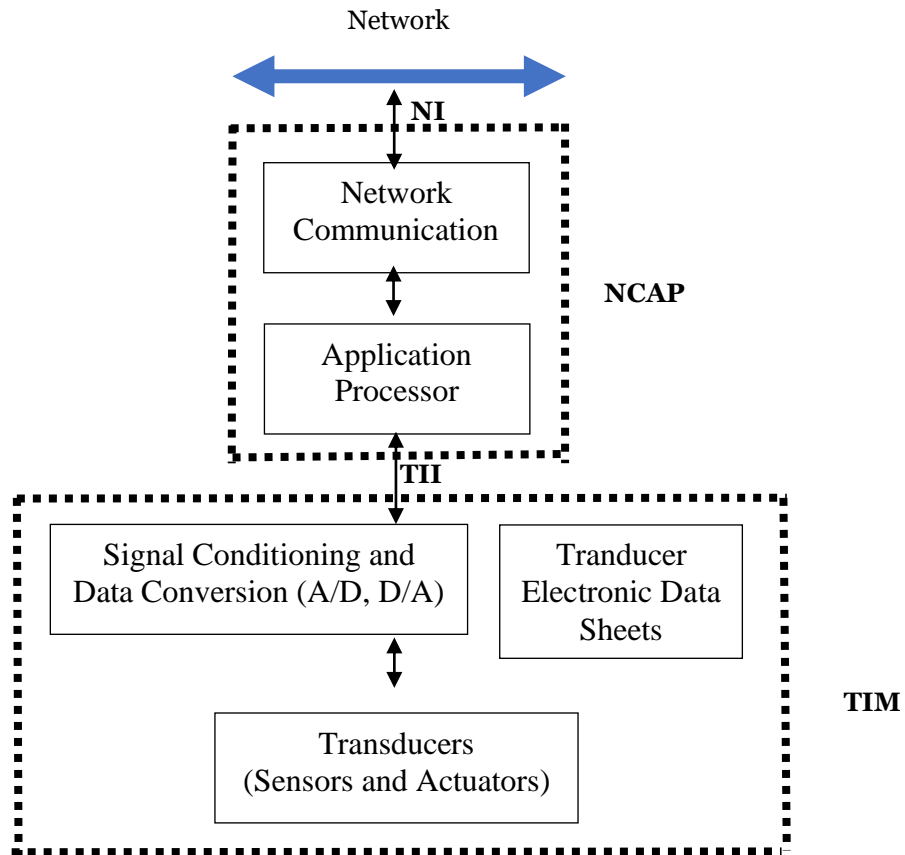 Network
NI
Network
Communication
NCAP
Application
Processor
TII
Signal Conditioning and
Data Conversion (A/D, D/A)
Tranducer
Electronic Data
Sheets
TIM
Transducers
(Sensors and Actuators)